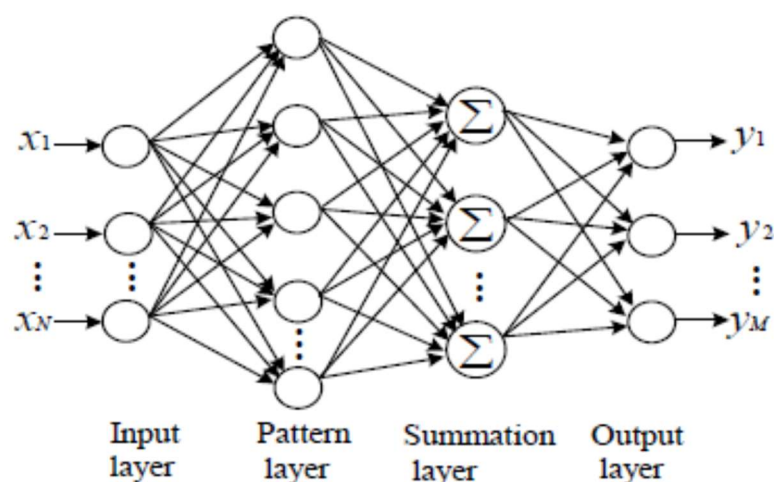 x1
x2
⋮ ⋮
xN
Σ
Σ
⋮
Σ
⋮
y1
y2
⋮
yM
Input layer
Pattern layer
Summation layer
Output layer